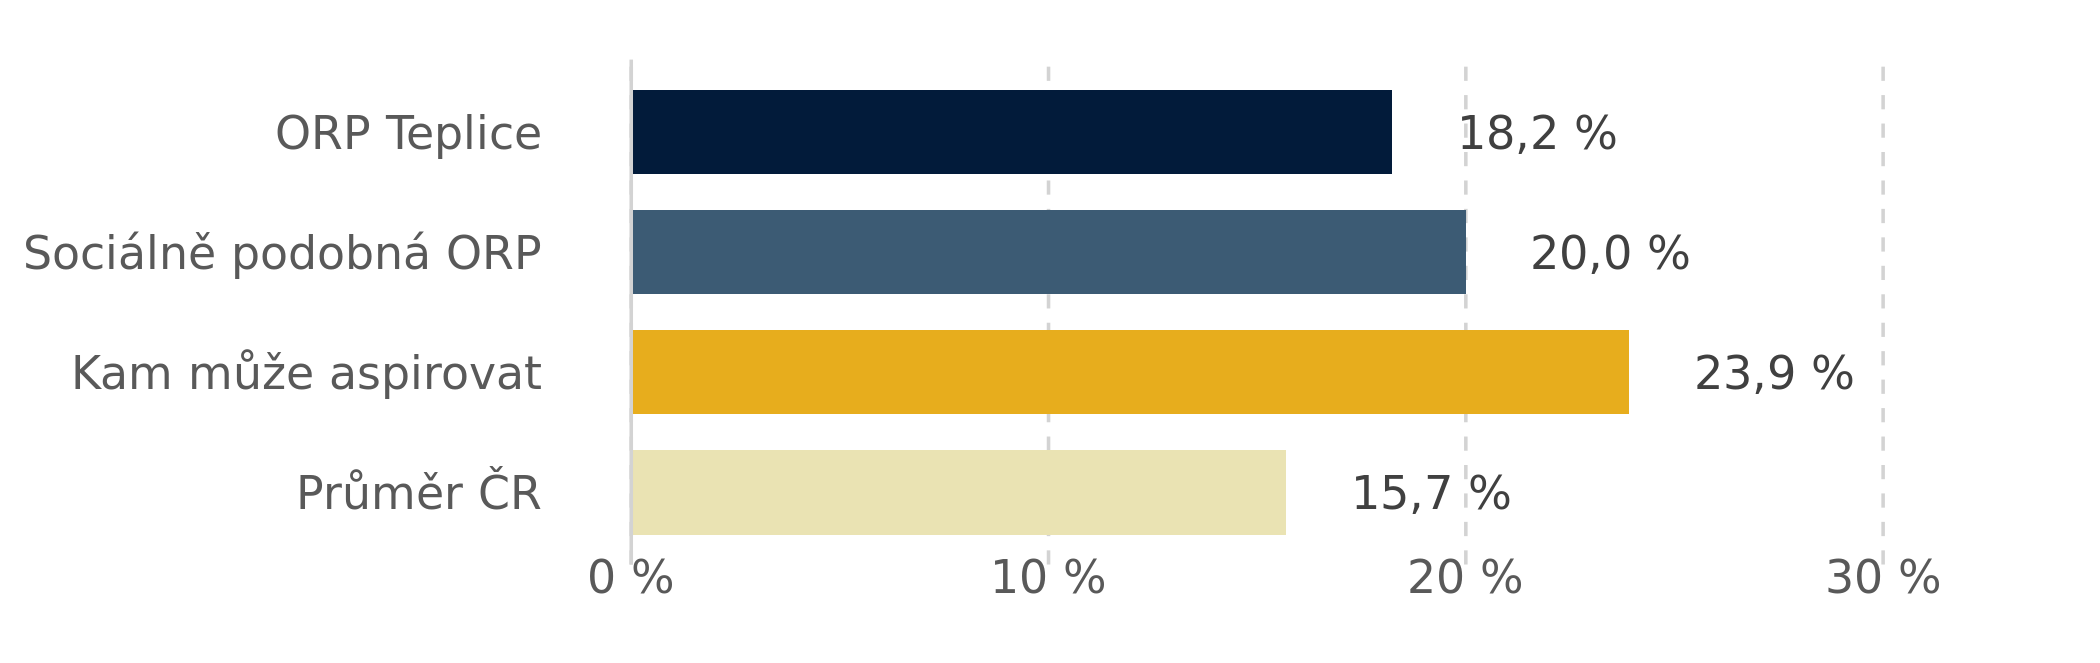 ORP Teplice 18,2 %
Sociálně podobná ORP 20,0 %
Kam může aspirovat 23,9 %
Průměr ČR 15,7 %
0 % 10 % 20 % 30 %